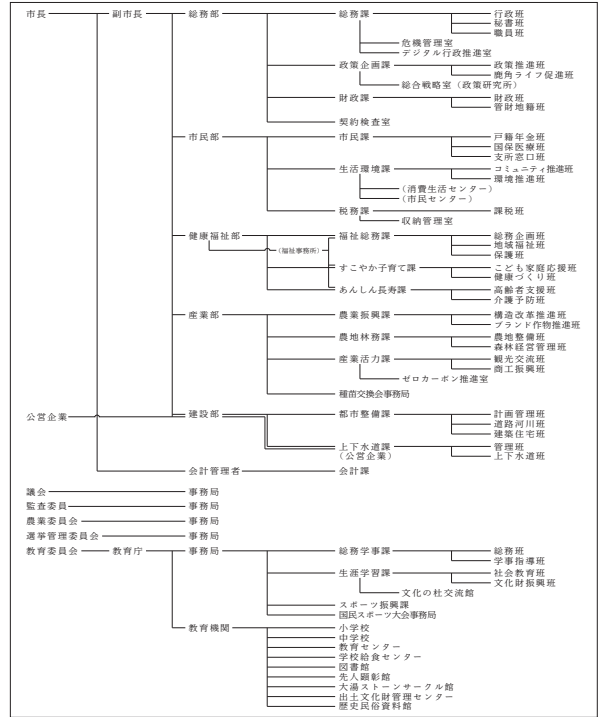 市長 副市長 総務部 総務課 行政班
秘書班
職員班
危機管理室
デジタル行政推進室
政策企画課 政策推進班
鹿角ライフ促進班
総合戦略室（政策研究所）
財政課 財政班
管財地籍班
契約検査室
市民部 市民課 戸籍年金班
国保医療班
支所窓口班
生活環境課 コミュニティ推進班
環境推進班
（消費生活センター）
（市民センター）
税務課 課税班
収納管理室
健康福祉部 福祉総務課 総務企画班
（福祉事務所） 地域福祉班
保護班
すこやか子育て課 こども家庭応援班
健康づくり班
あんしん長寿課 高齢者支援班
介護予防班
産業部 農業振興課 構造改革推進班
ブランド作物推進班
農地林務課 農地整備班
森林経営管理班
産業活力課 観光交流班
商工振興班
ゼロカーボン推進室
種苗交換会事務局
公営企業 建設部 都市整備課 計画管理班
道路河川班
建築住宅班
上下水道課 管理班
（公営企業） 上下水道班
会計管理者 会計課
議会 事務局
監査委員 事務局
農業委員会 事務局
選挙管理委員会 事務局
教育委員会 教育庁 事務局 総務学事課 総務班
学事指導班
生涯学習課 社会教育班
文化財振興班
文化の杜交流館
スポーツ振興課
国民スポーツ大会事務局
教育機関 小学校
中学校
教育センター
学校給食センター
図書館
先人顕彰館
大湯ストーンサークル館
出土文化財管理センター
歴史民俗資料館